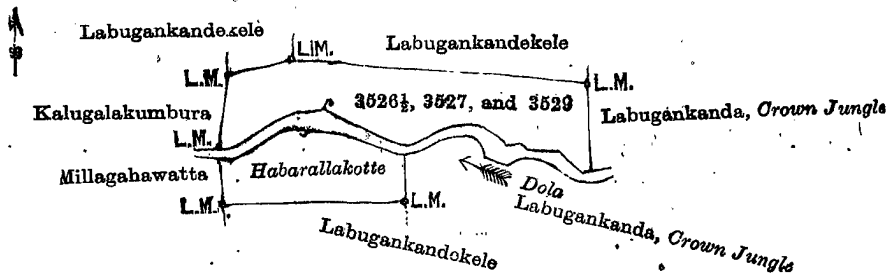 Labugankandekele
L.M.
Labugankandekele
L.M.
L.M.
Kalugalakumbura
3526½, 3527, and 3529
Labugankanda, Crown Jungle
L.M.
Millagahawatta
Habarallakotte
Dola
L.M.
L.M.
Labugankanda, Crown Jungle
Labugankandekele